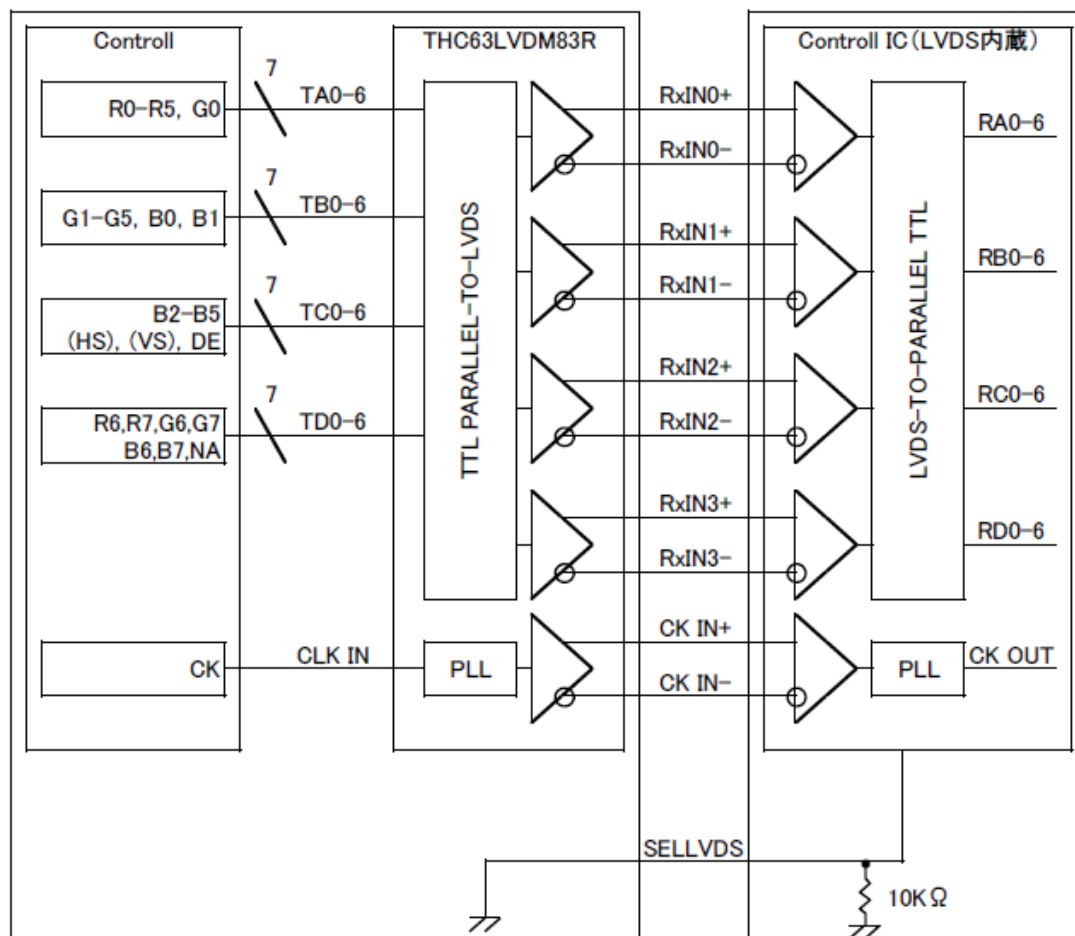 Controll
THC63LVDM83R
Controll IC(LVDS内蔵)
R0-R5, G0
7
TA0-6
RxIN0+
RxIN0-
RA0-6
G1-G5, B0, B1
7
TB0-6
RxIN1+
RxIN1-
RB0-6
B2-B5
(HS), (VS), DE
7
TC0-6
RxIN2+
RxIN2-
RC0-6
R6,R7,G6,G7
B6,B7,NA
7
TD0-6
RxIN3+
RxIN3-
RD0-6
TTL PARALLEL-TO-LVDS
LVDS-TO-PARALLEL TTL
CK
CLK IN
PLL
CK IN+
CK IN-
PLL
CK OUT
SELLVDS
10KΩ